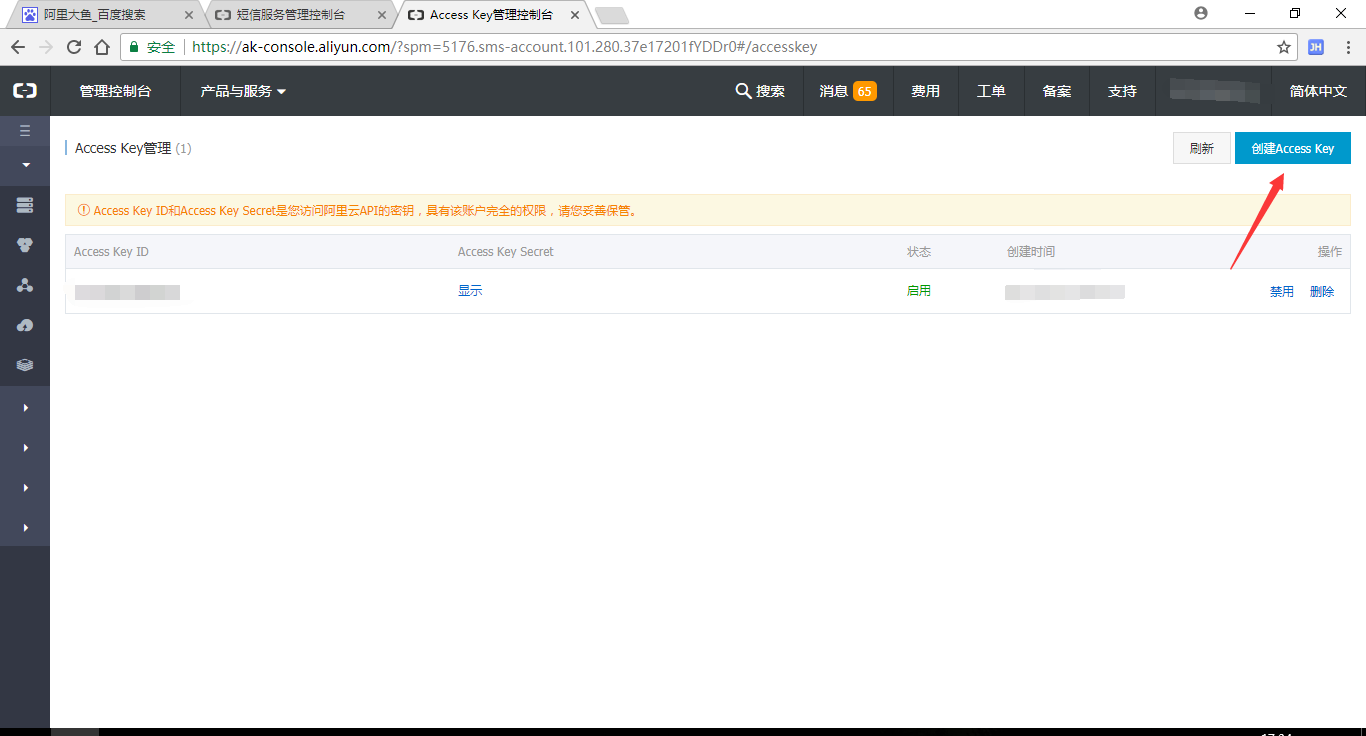 阿里大鱼_百度搜索
短信服务管理控制台
Access Key管理控制台
安全
https://ak-console.aliyun.com/?spm=5176.sms-account.101.280.37e17201fYDDr0#/accesskey
JH
管理控制台
产品与服务
搜索
消息 65
费用
工单
备案
支持
简体中文
Access Key管理 (1)
刷新
创建Access Key
Access Key ID和Access Key Secret是您访问阿里云API的密钥，具有该账户完全的权限，请您妥善保管。
Access Key ID
Access Key Secret
状态
创建时间
操作
显示
启用
禁用
删除